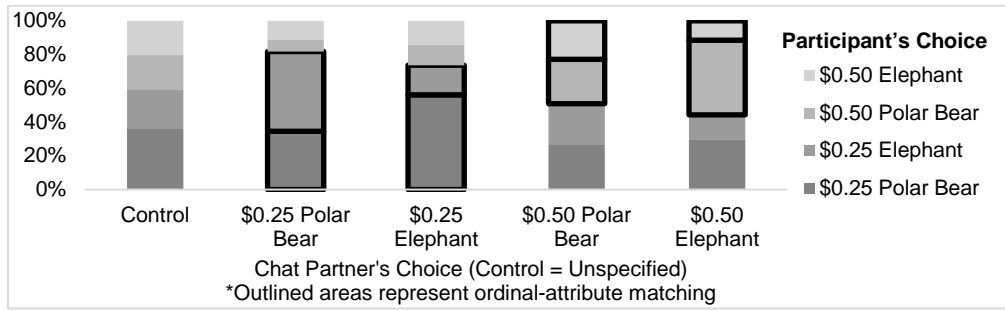 100%
80%
60%
40%
20%
0%
Control
$0.25 Polar
Bear
$0.25
Elephant
$0.50 Polar
Bear
$0.50
Elephant
Chat Partner's Choice (Control = Unspecified)
*Outlined areas represent ordinal-attribute matching
Participant’s Choice
$0.50 Elephant
$0.50 Polar Bear
$0.25 Elephant
$0.25 Polar Bear